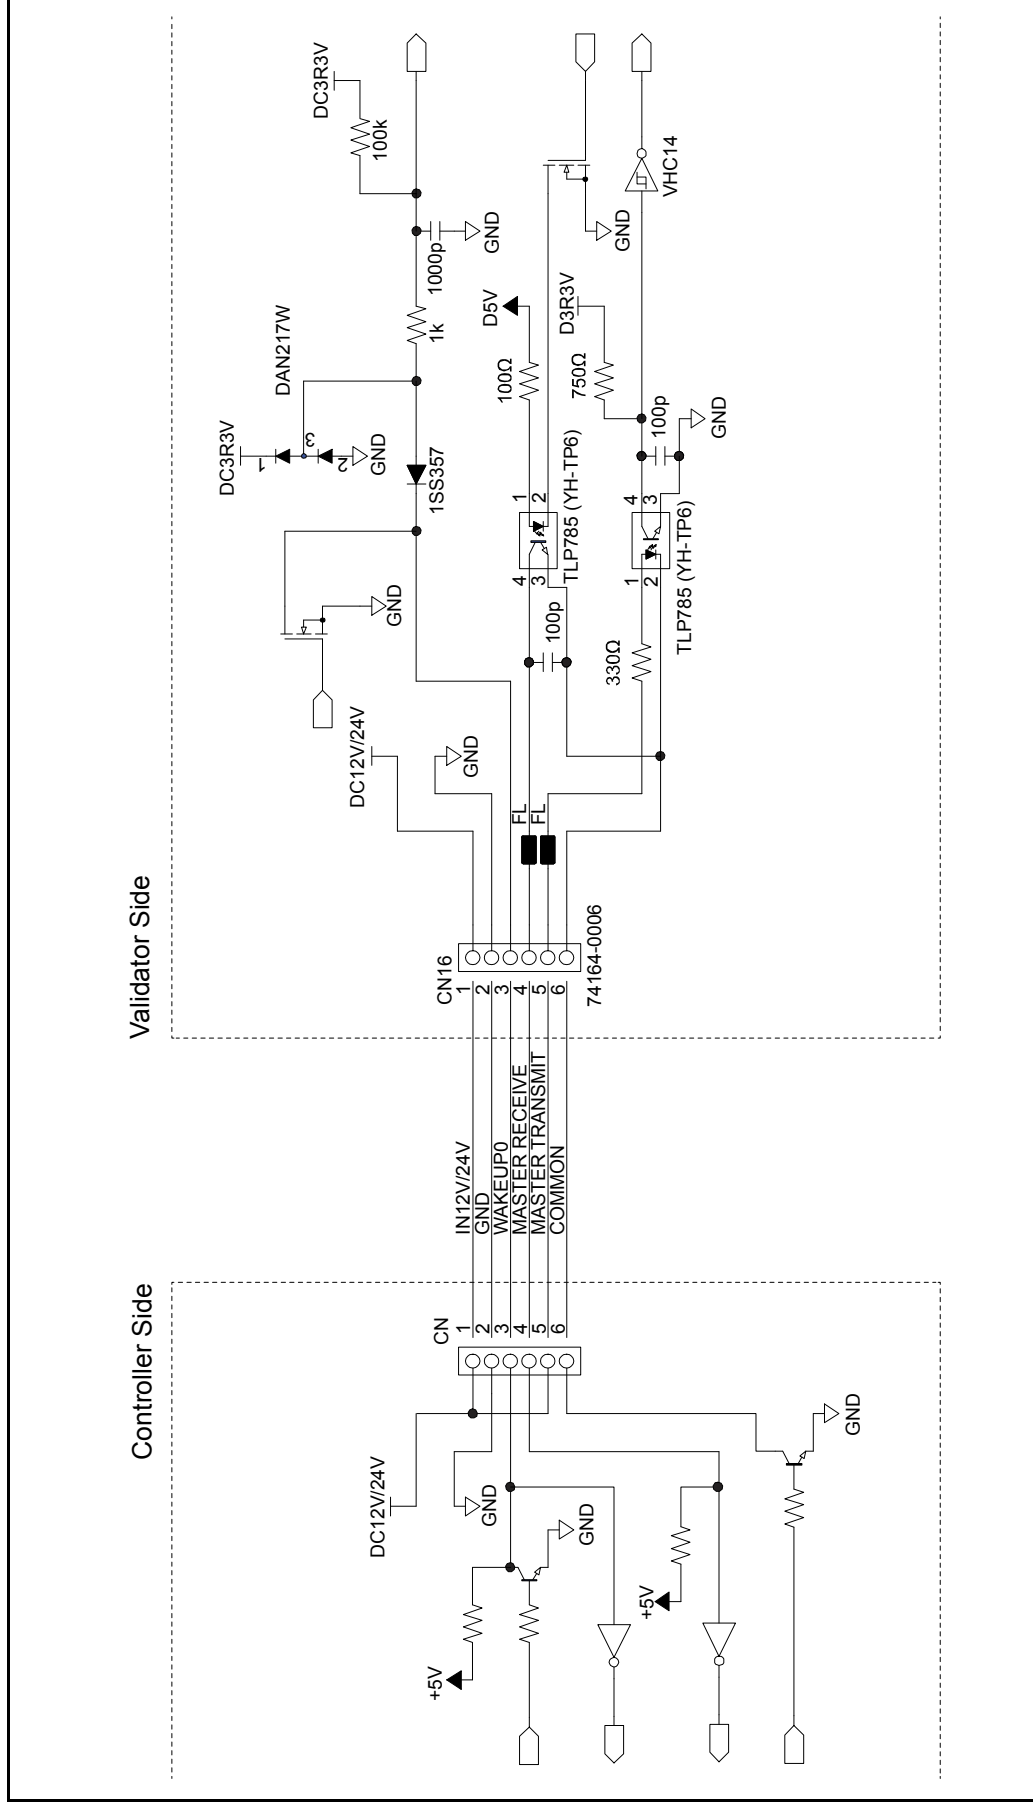 Validator Side
DC3R3V
100k
1000p
GND
1k
DAN217W
DC3R3V
1
3
2
GND
1SS357
GND
DC12V/24V
GND
D5V
100Ω
1
2
4
3
TLP785 (YH-TP6)
100p
GND
D3R3V
750Ω
VHC14
100p
GND
4
3
1
2
TLP785 (YH-TP6)
330Ω
FL
FL
CN16
1
2
3
4
5
6
74164-0006
IN12V/24V
GND
WAKEUP0
MASTER RECEIVE
MASTER TRANSMIT
COMMON
Controller Side
CN
1
2
3
4
5
6
DC12V/24V
GND
+5V
GND
+5V
GND